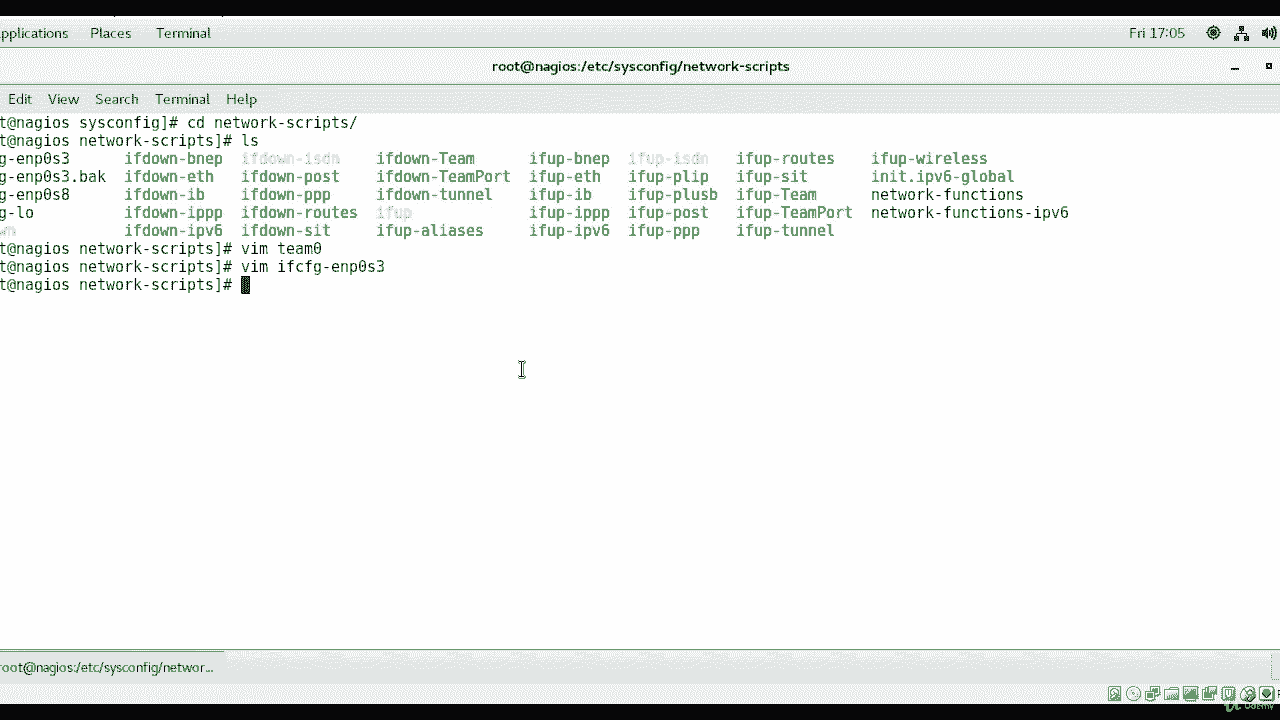 pplications Places Terminal Fri 17:05
root@nagios:/etc/sysconfig/network-scripts
Edit View Search Terminal Help
t@nagios sysconfig]# cd network-scripts/
t@nagios network-scripts]# ls
g-enp0s3 ifdown-bnep ifdown-isdn ifdown-Team ifup-bnep ifup-isdn ifup-routes ifup-wireless
g-enp0s3.bak ifdown-eth ifdown-post ifdown-TeamPort ifup-eth ifup-plip ifup-sit init.ipv6-global
g-enp0s8 ifdown-ib ifdown-ppp ifdown-tunnel ifup-ib ifup-plusb ifup-Team network-functions
g-lo ifdown-ippp ifdown-routes ifup ifup-ippp ifup-post ifup-TeamPort network-functions-ipv6
wn ifdown-ipv6 ifdown-sit ifup-aliases ifup-ipv6 ifup-ppp ifup-tunnel
t@nagios network-scripts]# vim team0
t@nagios network-scripts]# vim ifcfg-enp0s3
t@nagios network-scripts]#
root@nagios:/etc/sysconfig/networ...
Udemy